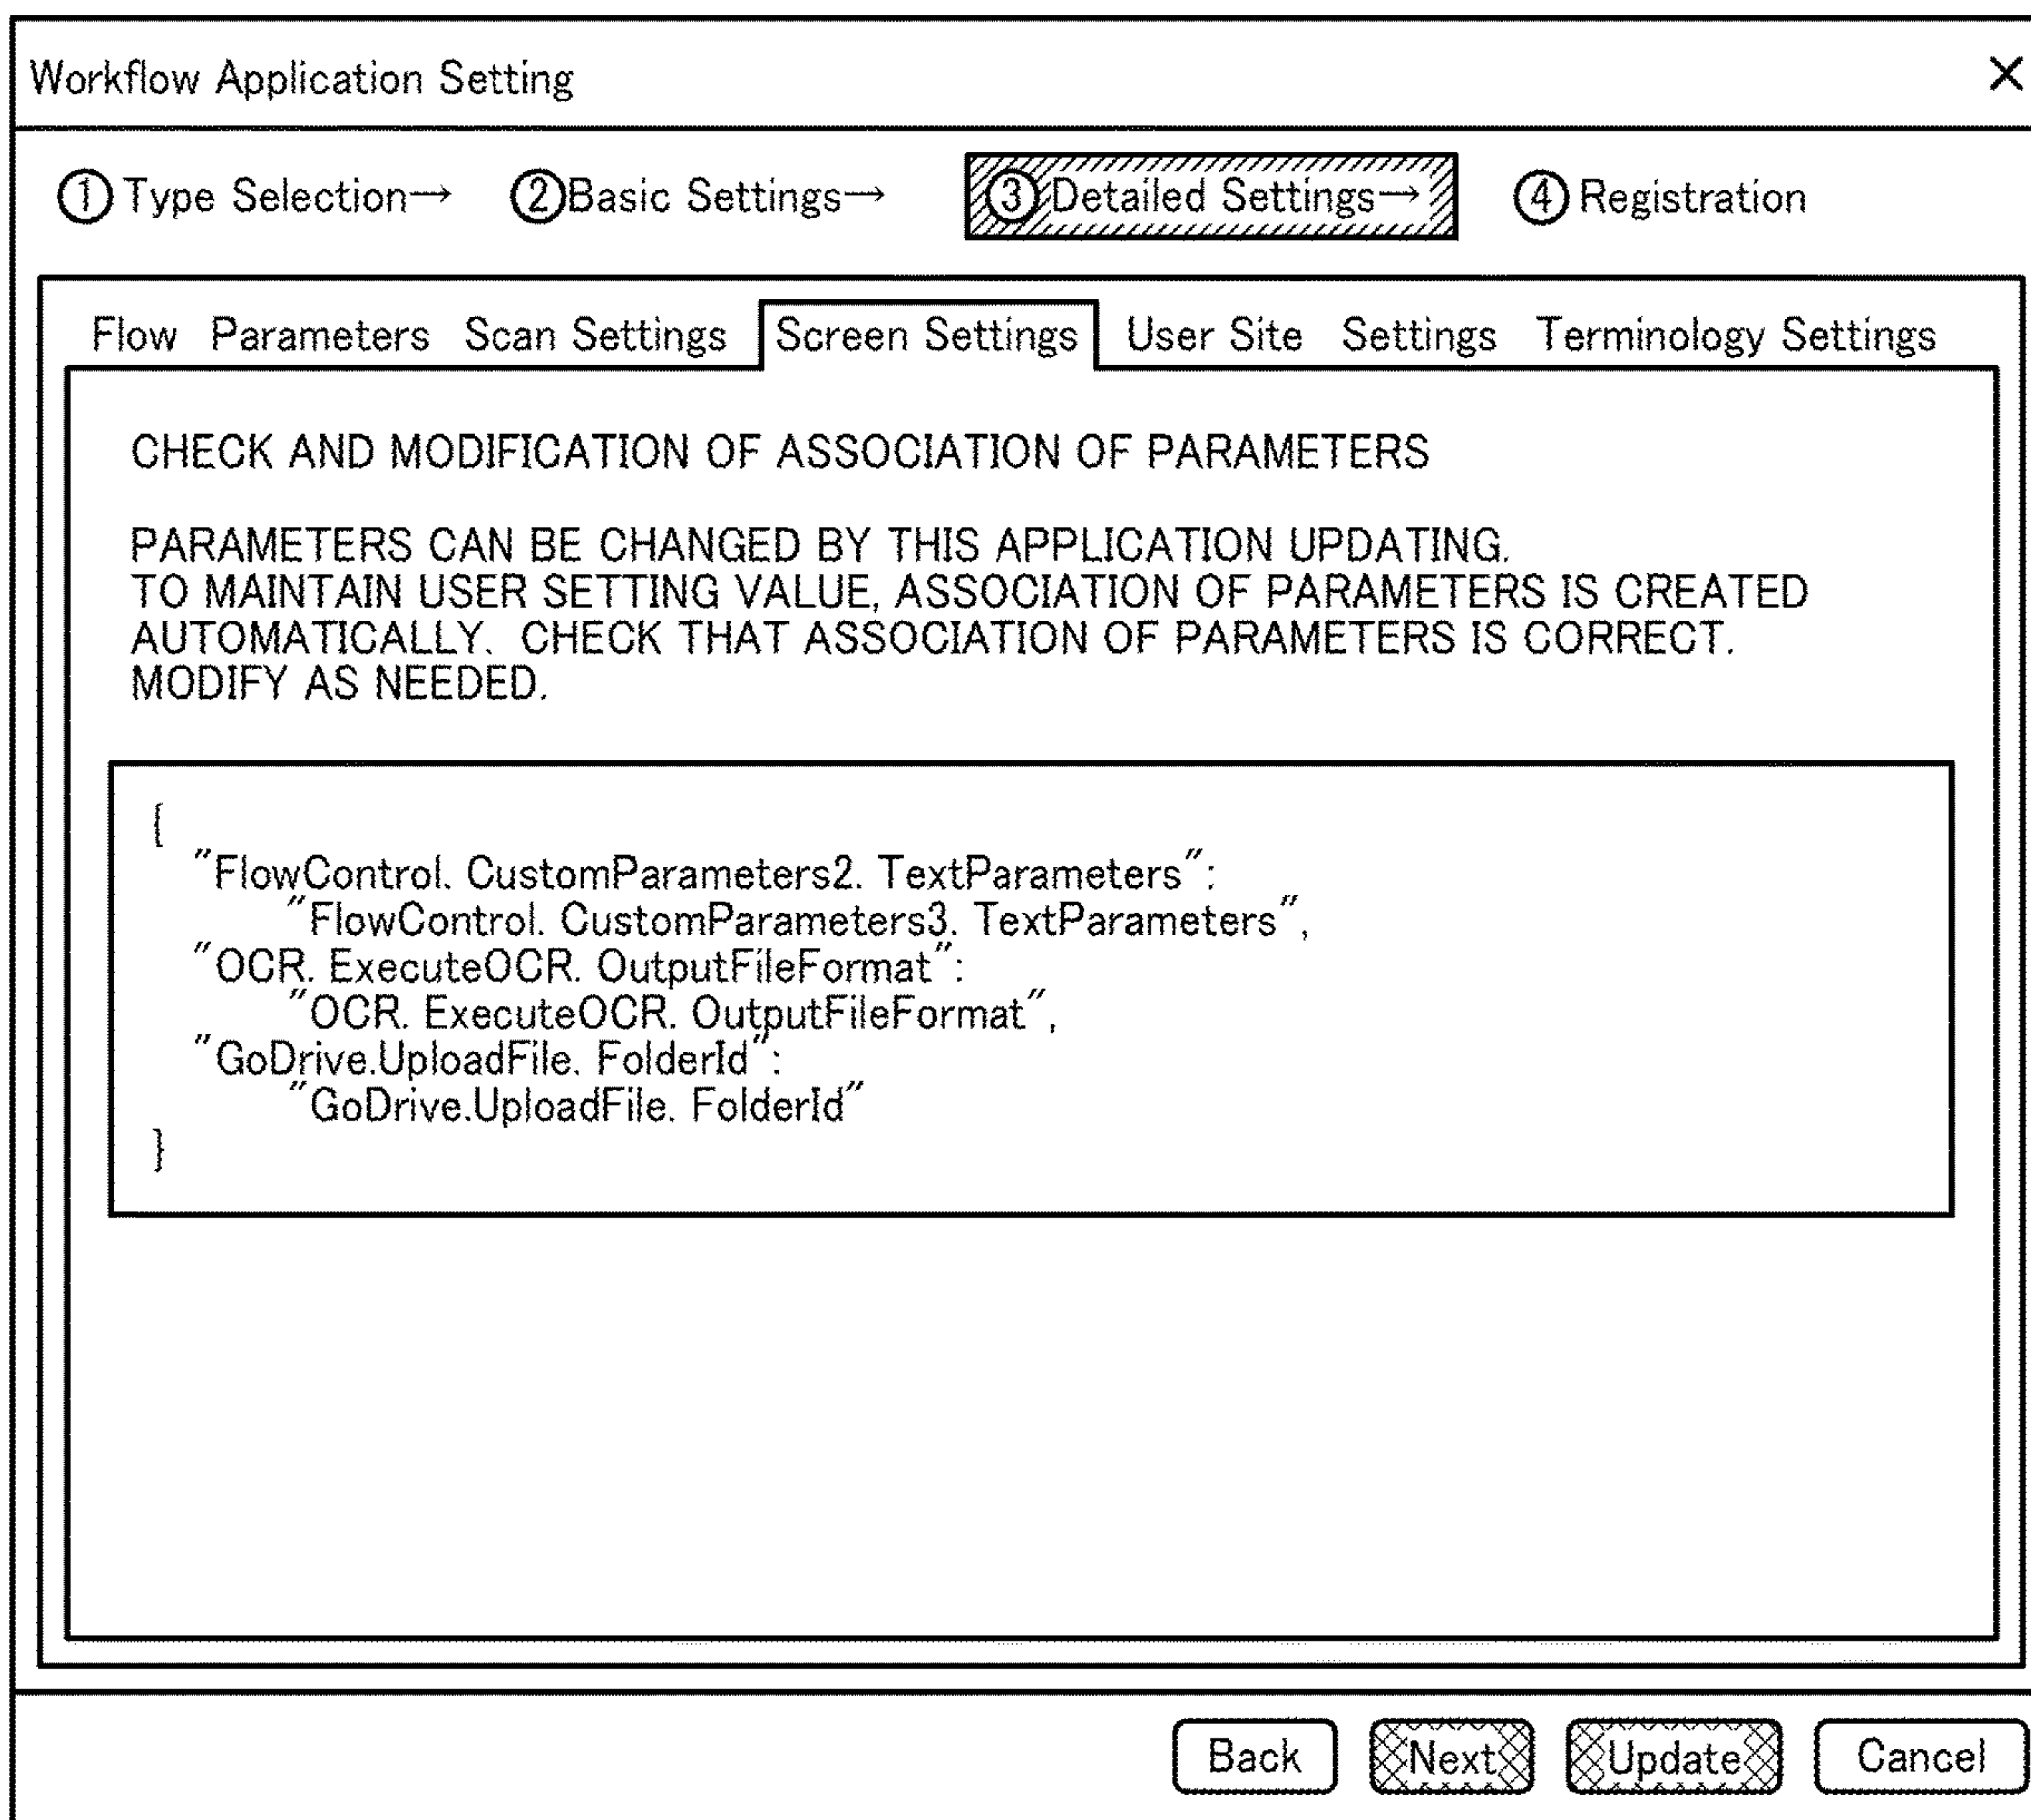 Workflow Application Setting ×
① Type Selection→ ②Basic Settings→ ③Detailed Settings→ ④Registration
Flow Parameters Scan Settings Screen Settings User Site Settings Terminology Settings
CHECK AND MODIFICATION OF ASSOCIATION OF PARAMETERS
PARAMETERS CAN BE CHANGED BY THIS APPLICATION UPDATING.
TO MAINTAIN USER SETTING VALUE, ASSOCIATION OF PARAMETERS IS CREATED
AUTOMATICALLY. CHECK THAT ASSOCIATION OF PARAMETERS IS CORRECT.
MODIFY AS NEEDED.
{
"FlowControl. CustomParameters2. TextParameters":
"FlowControl. CustomParameters3. TextParameters",
"OCR. ExecuteOCR. OutputFileFormat":
"OCR. ExecuteOCR. OutputFileFormat",
"GoDrive.UploadFile. FolderId":
"GoDrive.UploadFile. FolderId"
}
Back Next Update Cancel